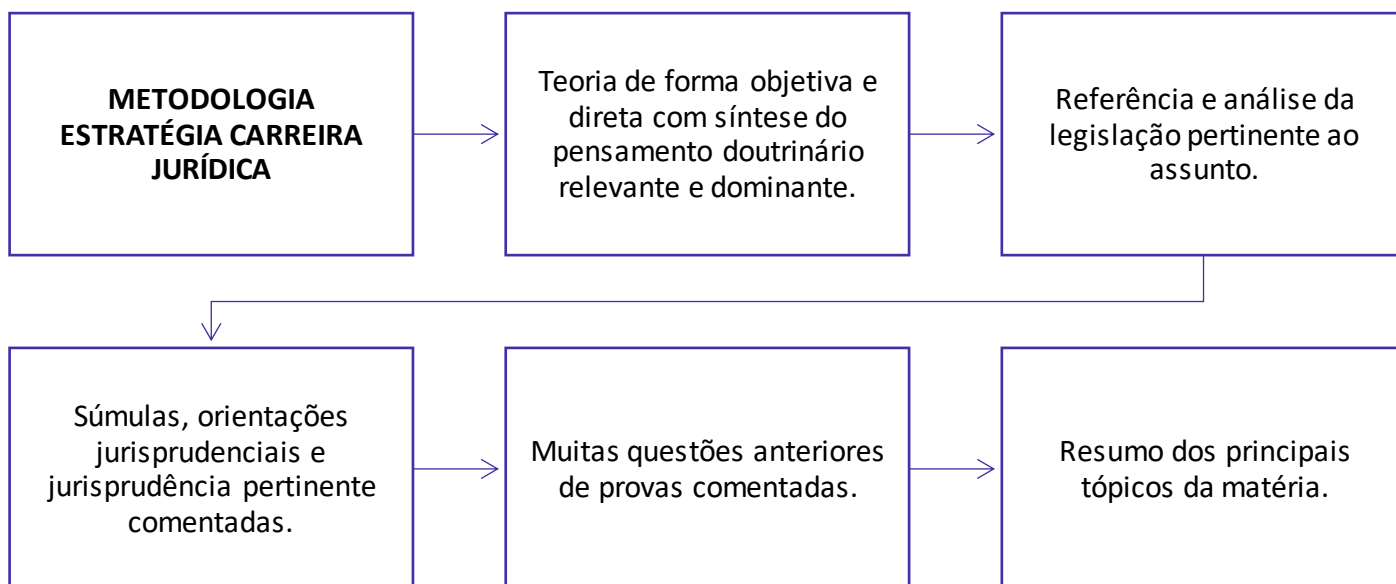 METODOLOGIA
ESTRATÉGIA CARREIRA
JURÍDICA
Teoria de forma objetiva e
direta com síntese do
pensamento doutrinário
relevante e dominante.
Referência e análise da
legislação pertinente ao
assunto.
Súmulas, orientações
jurisprudenciais e
jurisprudência pertinente
comentadas.
Muitas questões anteriores
de provas comentadas.
Resumo dos principais
tópicos da matéria.